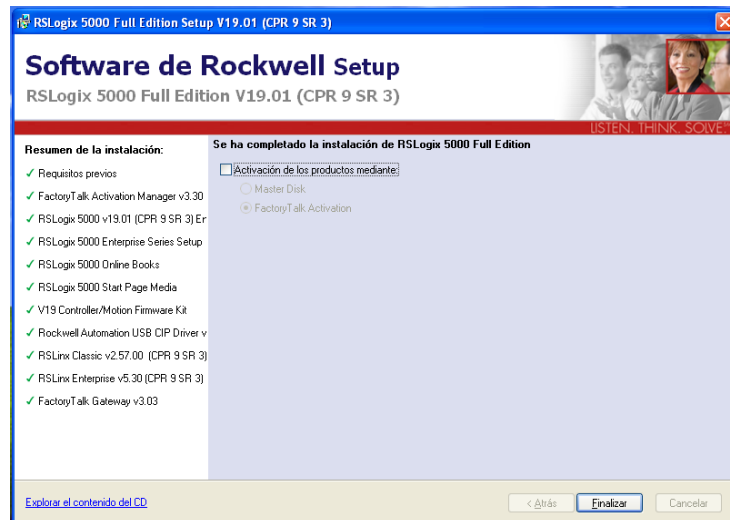 RSLogix 5000 Full Edition Setup V19.01 (CPR 9 SR 3)
Software de Rockwell Setup
RSLogix 5000 Full Edition V19.01 (CPR 9 SR 3)
LISTEN. THINK. SOLVE.
Resumen de la instalación:
Requisitos previos
FactoryTalk Activation Manager v3.30
RSLogix 5000 v19.01 (CPR 9 SR 3) Er
RSLogix 5000 Enterprise Series Setup
RSLogix 5000 Online Books
RSLogix 5000 Start Page Media
V19 Controller/Motion Firmware Kit
Rockwell Automation USB CIP Driver v
RSLinx Classic v2.57.00 (CPR 9 SR 3)
RSLinx Enterprise v5.30 (CPR 9 SR 3)
FactoryTalk Gateway v3.03
Se ha completado la instalación de RSLogix 5000 Full Edition
Activación de los productos mediante:
Master Disk
FactoryTalk Activation
Explorar el contenido del CD
< Atrás
Finalizar
Cancelar